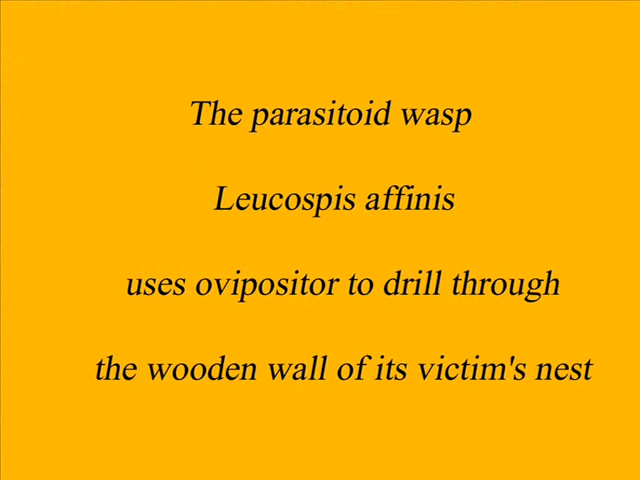 The parasitoid wasp
Leucospis affinis
uses ovipositor to drill through
the wooden wall of its victim's nest